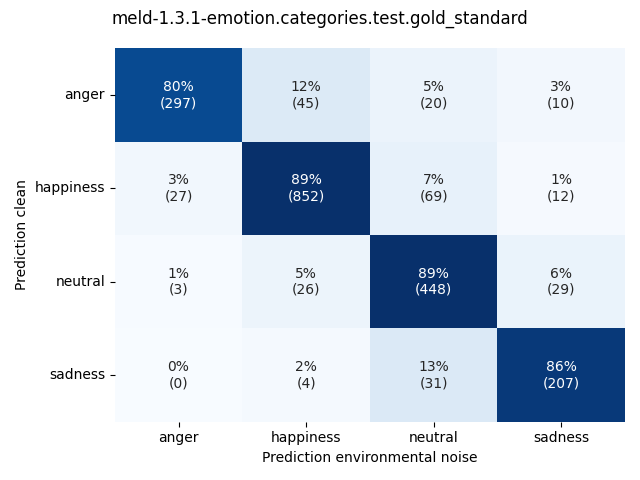 meld-1.3.1-emotion.categories.test.gold_standard
Prediction clean
anger
80%
(297)
12%
(45)
5%
(20)
3%
(10)
happiness
3%
(27)
89%
(852)
7%
(69)
1%
(12)
neutral
1%
(3)
5%
(26)
89%
(448)
6%
(29)
sadness
0%
(0)
2%
(4)
13%
(31)
86%
(207)
anger
happiness
neutral
sadness
Prediction environmental noise